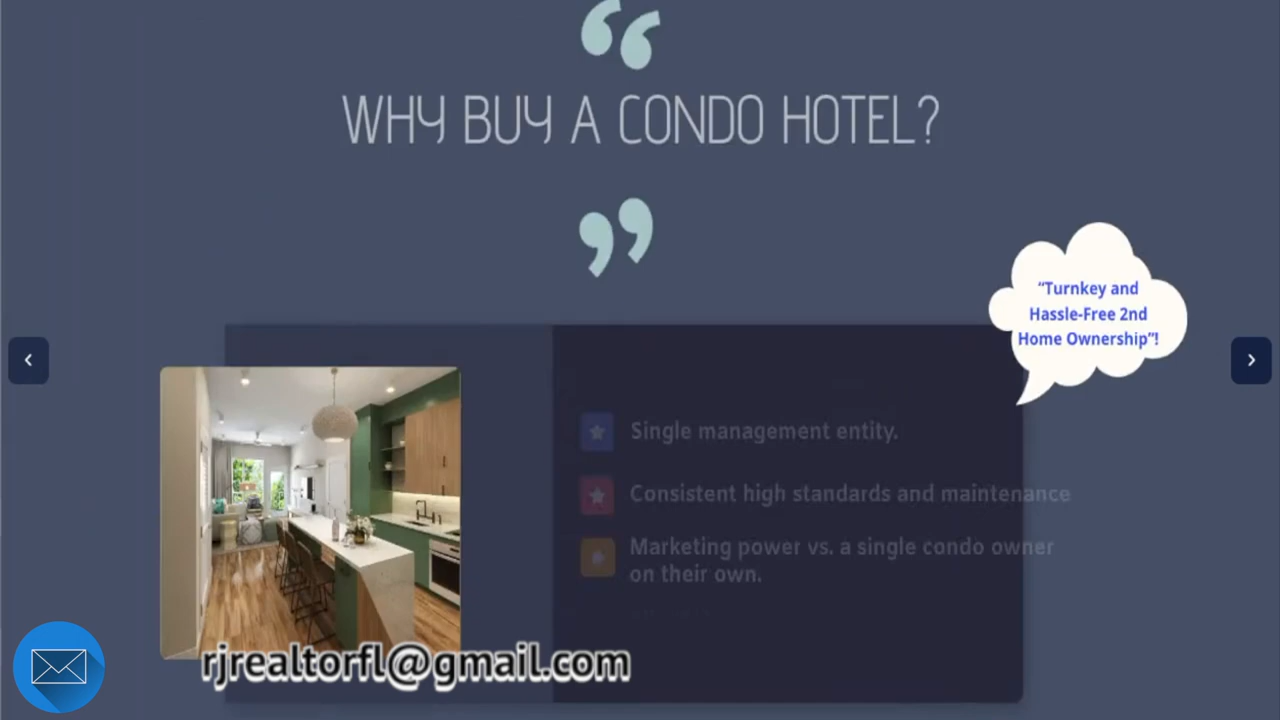 WHY BUY A CONDO HOTEL?
“Turnkey and
Hassle-Free 2nd
Home Ownership”!
Single management entity.
Consistent high standards and maintenance
Marketing power vs. a single condo owner
on their own.
rjrealtorfl@gmail.com